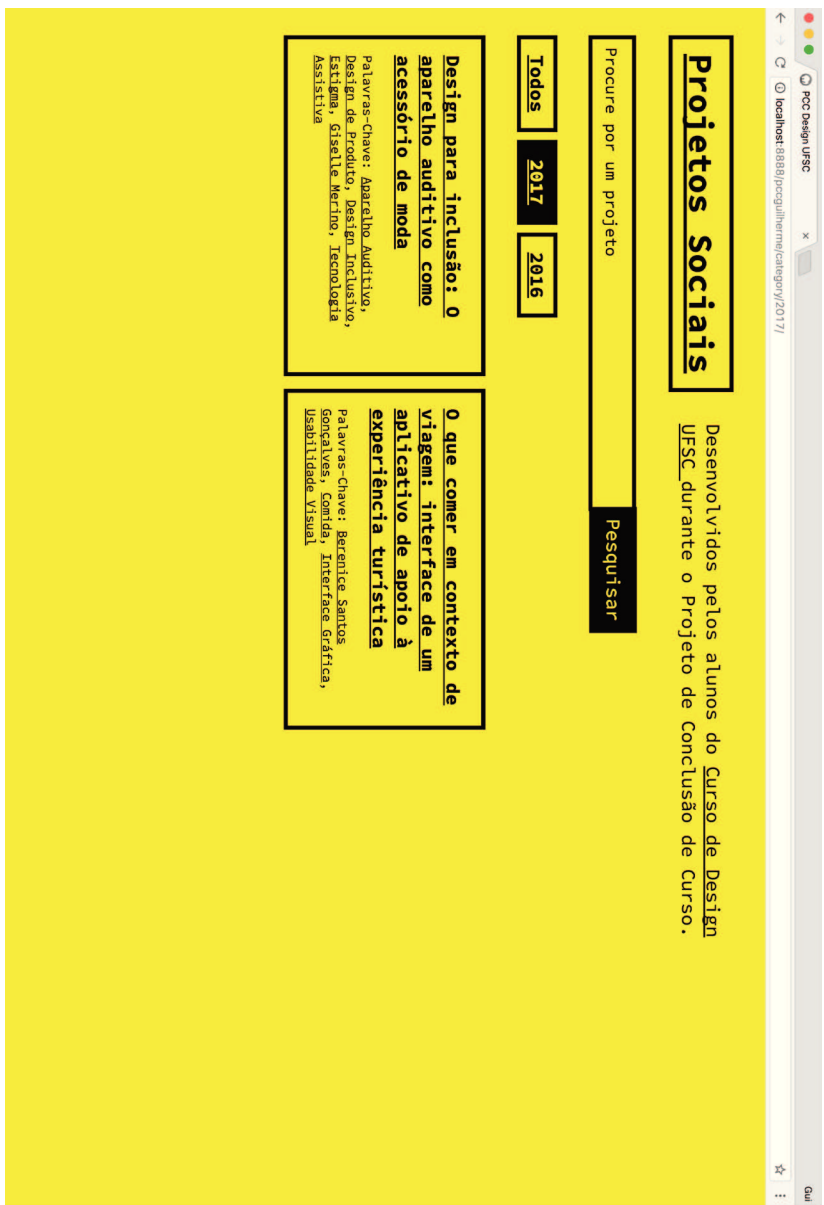 PCC Design UFSC
Gui
localhost:8888/pccguilherme/category/2017/
Projetos Sociais
Desenvolvidos pelos alunos do Curso de Design
UFSC durante o Projeto de Conclusão de Curso.
Procure por um projeto
Pesquisar
Todos
2017
2016
Design para inclusão: O
aparelho auditivo como
acessório de moda
Palavras-Chave: Aparelho Auditivo,
Design de Produto, Design Inclusivo,
Estigma, Giselle Merino, Tecnologia
Assistiva
O que comer em contexto de
viagem: interface de um
aplicativo de apoio à
experiência turística
Palavras-Chave: Berenice Santos
Gonçalves, Comida, Interface Gráfica,
Usabilidade Visual